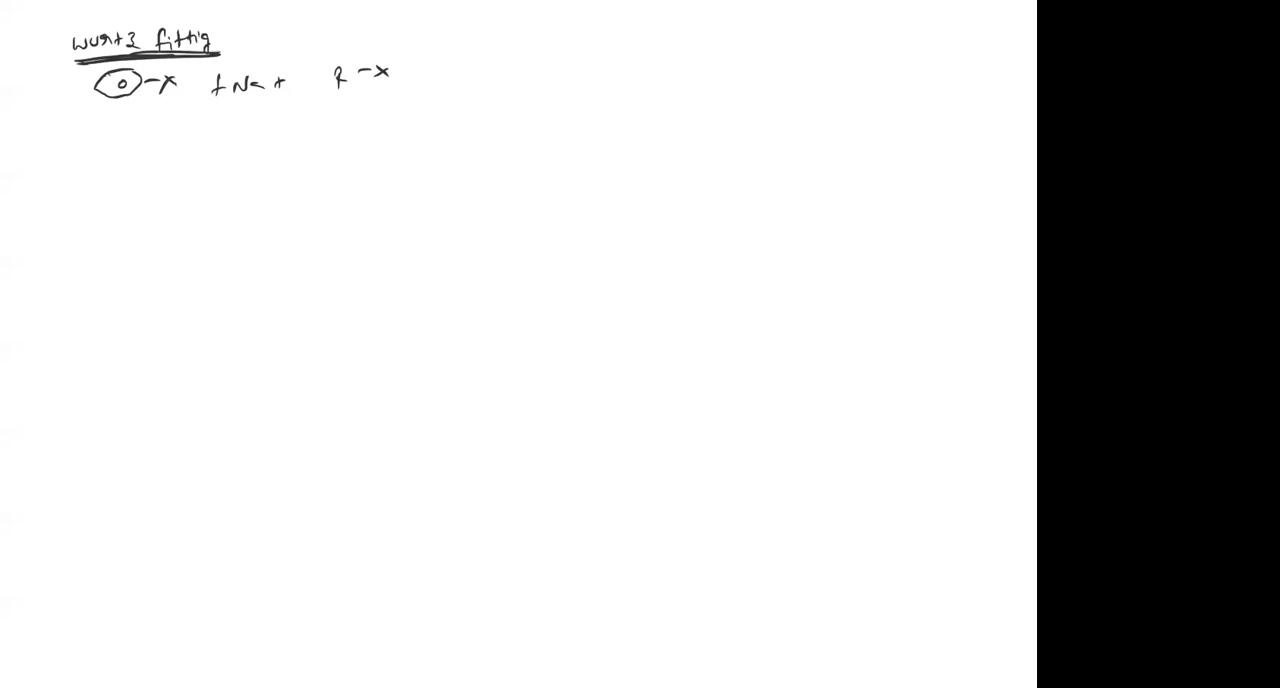 wurtz fittig
-x + Na + R-x